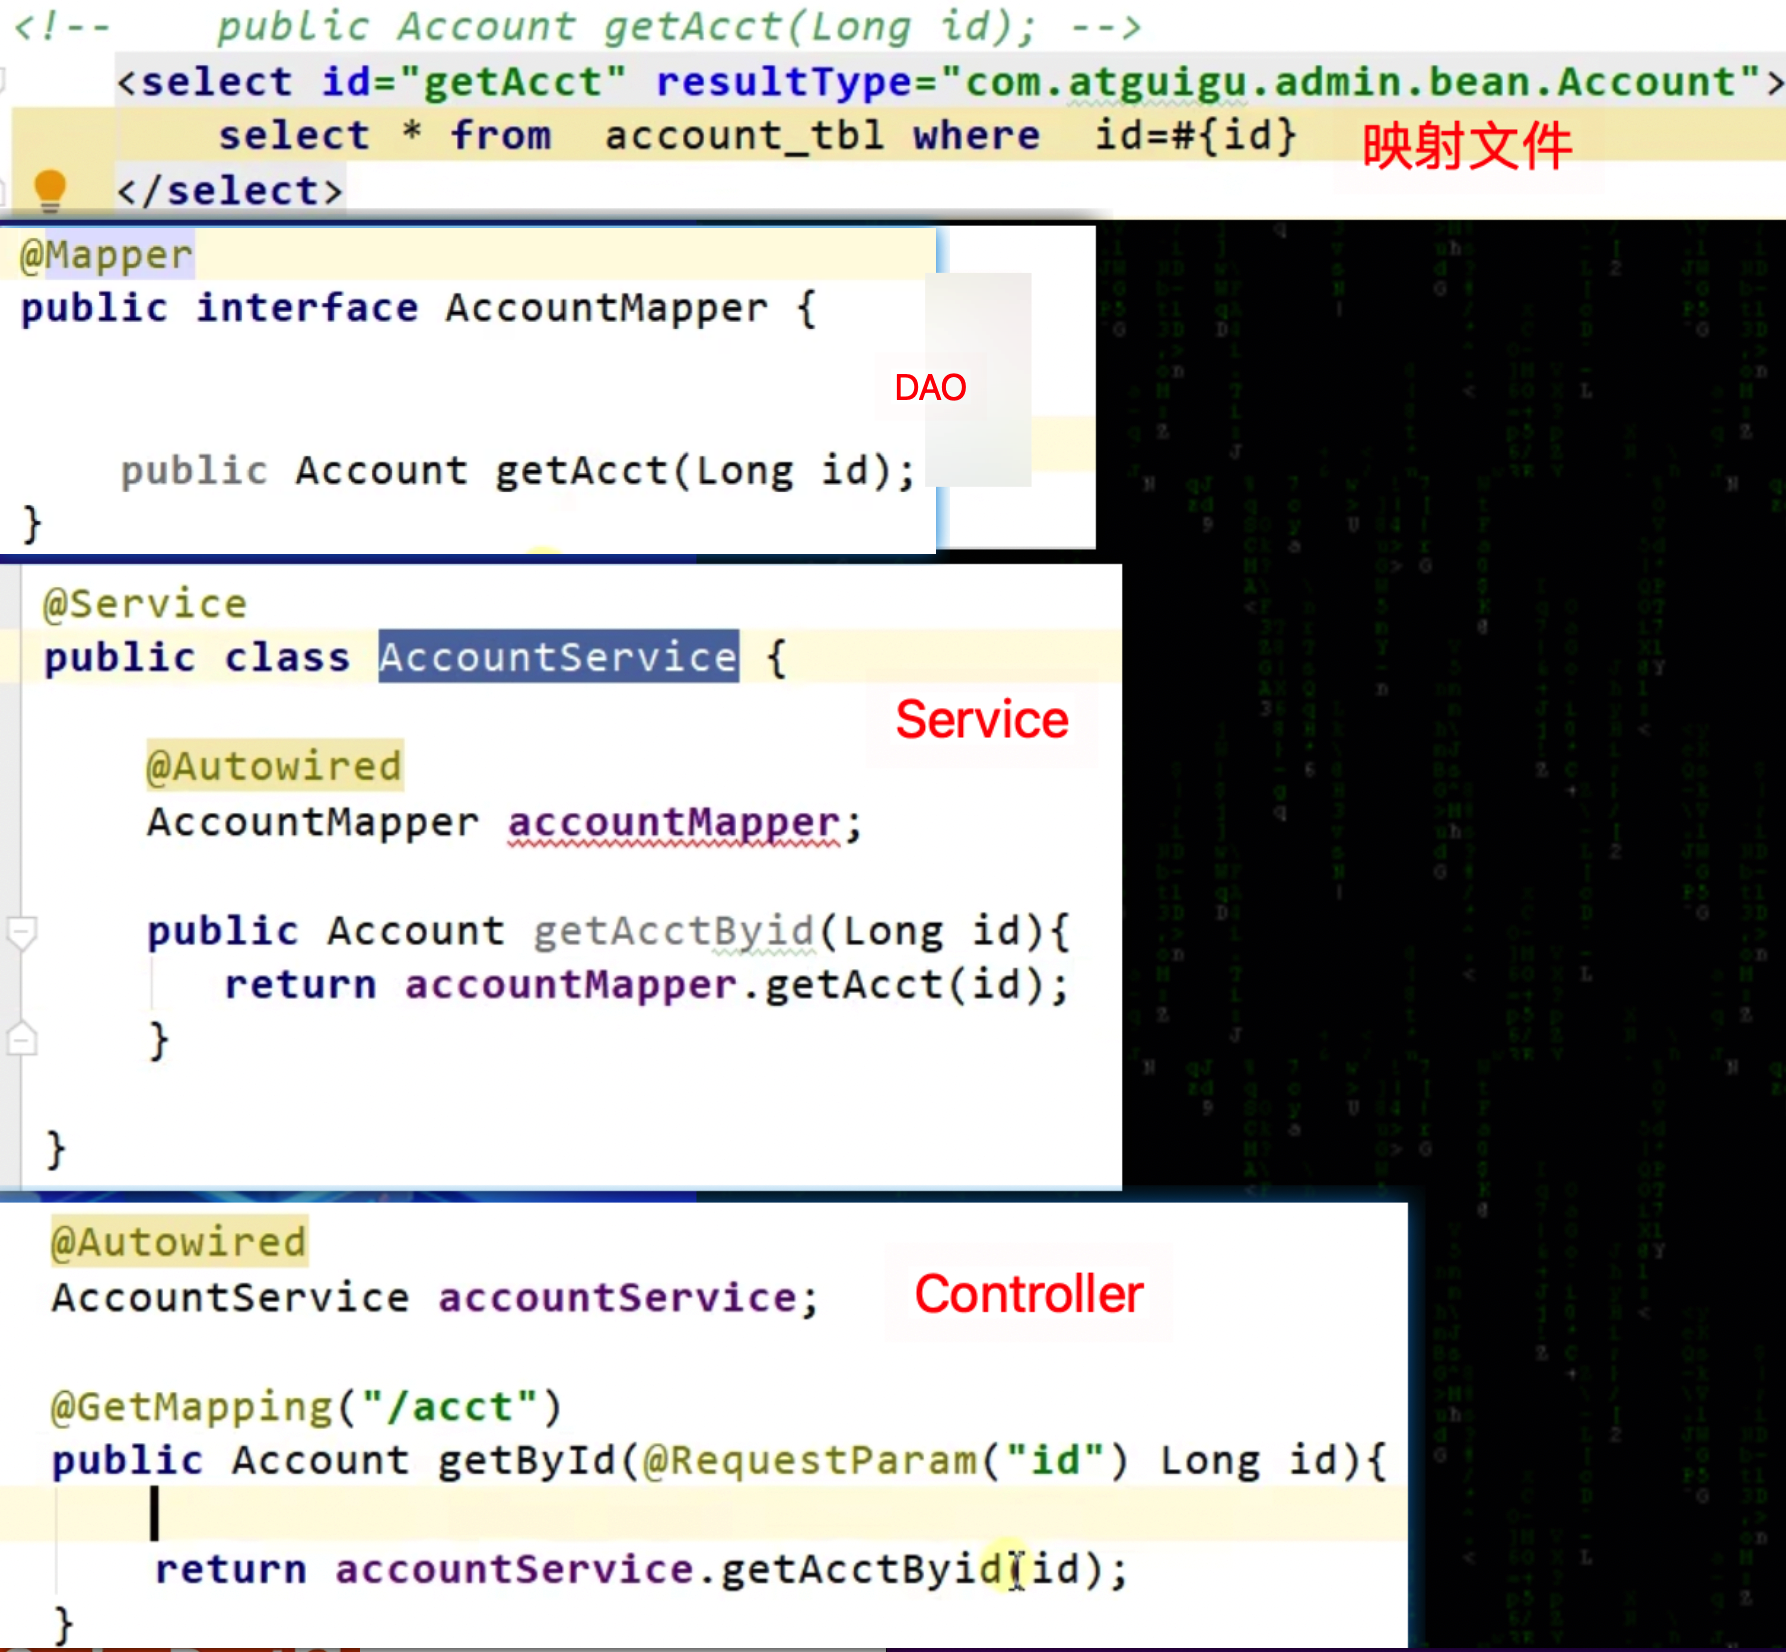 <!--    public Account getAcct(Long id); -->
<select id="getAcct" resultType="com.atguigu.admin.bean.Account">
select * from  account_tbl where  id=#{id}
映射文件
</select>
@Mapper
public interface AccountMapper {
DAO
public Account getAcct(Long id);
}
@Service
public class AccountService {
Service
@Autowired
AccountMapper accountMapper;
public Account getAcctByid(Long id){
return accountMapper.getAcct(id);
}
}
@Autowired
AccountService accountService;
Controller
@GetMapping("/acct")
public Account getById(@RequestParam("id") Long id){
return accountService.getAcctByid(id);
}